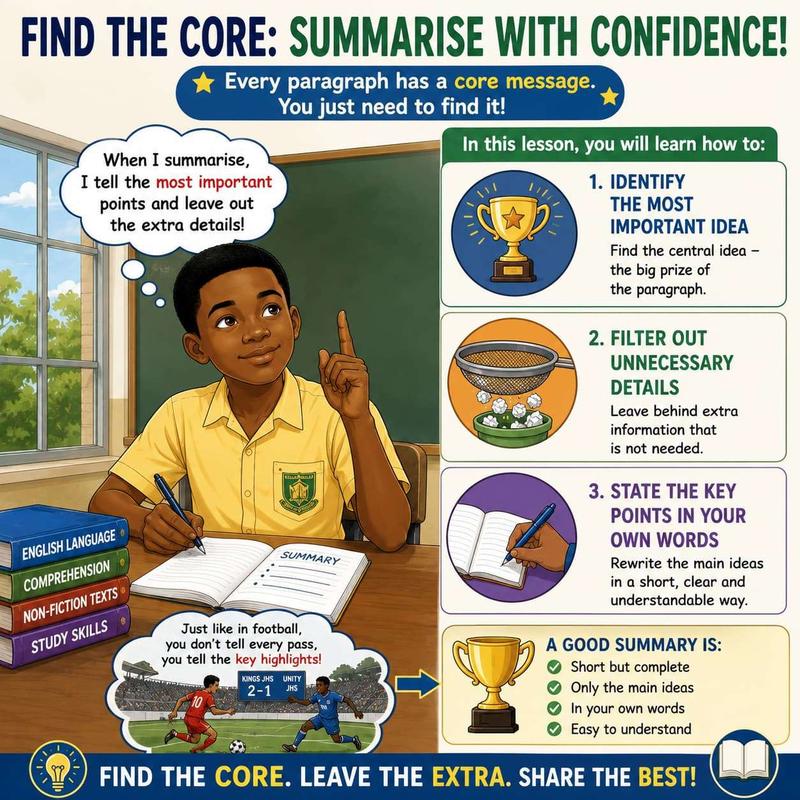 FIND THE CORE: SUMMARISE WITH CONFIDENCE!
Every paragraph has a core message.
You just need to find it!
When I summarise,
I tell the most important
points and leave out
the extra details!
In this lesson, you will learn how to:
1. IDENTIFY
THE MOST
IMPORTANT IDEA
Find the central idea –
the big prize of
the paragraph.
2. FILTER OUT
UNNECESSARY
DETAILS
Leave behind extra
information that
is not needed.
3. STATE THE KEY
POINTS IN YOUR
OWN WORDS
Rewrite the main ideas
in a short, clear and
understandable way.
ENGLISH LANGUAGE
COMPREHENSION
NON-FICTION TEXTS
STUDY SKILLS
SUMMARY
Just like in football,
you don't tell every pass,
you tell the key highlights!
KINGS JHS UNITY JHS
2-1
10
A GOOD SUMMARY IS:
Short but complete
Only the main ideas
In your own words
Easy to understand
FIND THE CORE. LEAVE THE EXTRA. SHARE THE BEST!